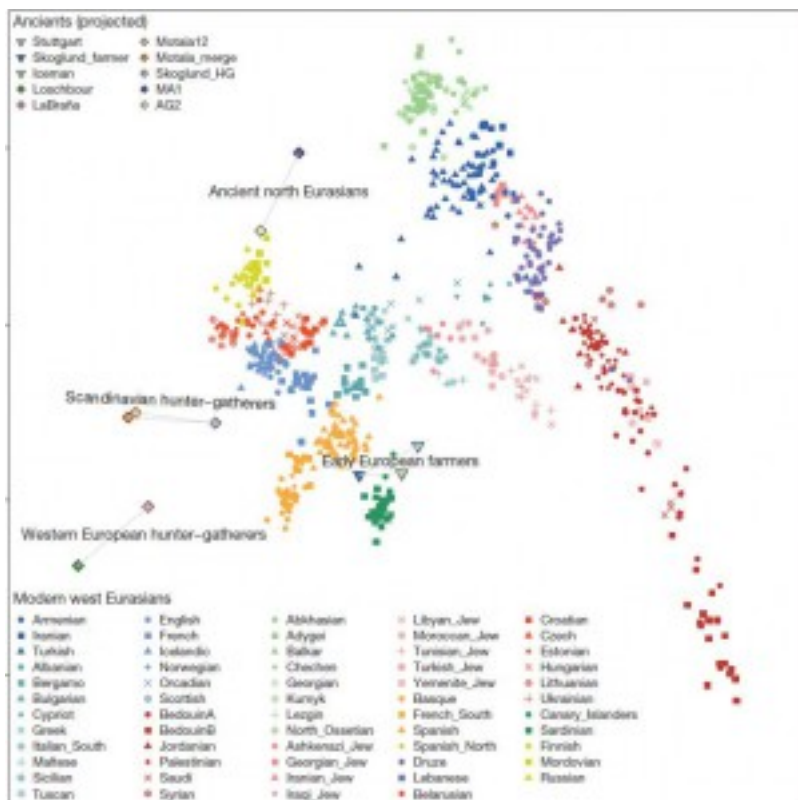 Ancients (projected)
Stuttgart Motala12
Skoglund_farmer Motala_merge
Iceman Skoglund_HG
Loschbour MA1
LaBraña AG2
Ancient north Eurasians
Scandinavian hunter-gatherers
Early European farmers
Western European hunter-gatherers
Modern west Eurasians
Armenian English Abkhasian Libyan_Jew Croatian
Iranian French Adygei Moroccan_Jew Czech
Turkish Icelandic Balkar Tunisian_Jew Estonian
Albanian Norwegian Chechen Turkish_Jew Hungarian
Bergamo Orcadian Georgian Yemenite_Jew Lithuanian
Bulgarian Scottish Kumyk Basque Ukrainian
Cypriot BedouinA Lezgin French_South Canary_Islanders
Greek BedouinB North_Ossetian Spanish Sardinian
Italian_South Jordanian Ashkenazi_Jew Spanish_North Finnish
Maltese Palestinian Georgian_Jew Druze Mordovian
Sicilian Saudi Iranian_Jew Lebanese Russian
Tuscan Syrian Iraqi_Jew Belarusian